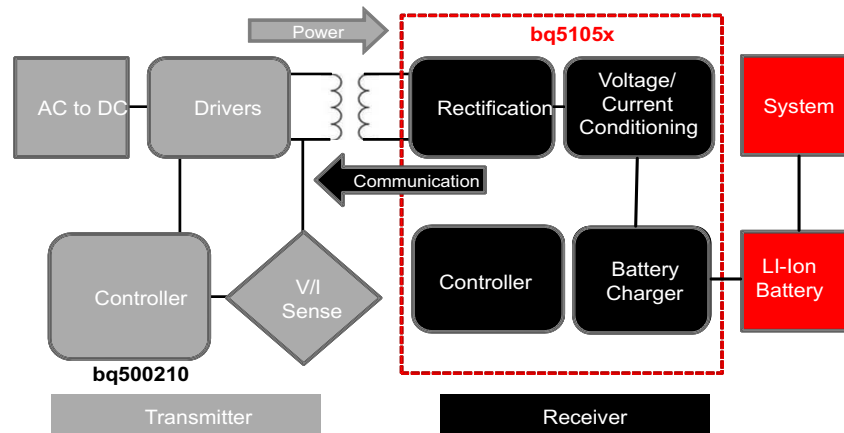 Power
bq5105x
AC to DC
Drivers
Rectification
Voltage/
Current
Conditioning
System
Communication
Controller
V/I
Sense
Controller
Battery
Charger
LI-Ion
Battery
bq500210
Transmitter
Receiver